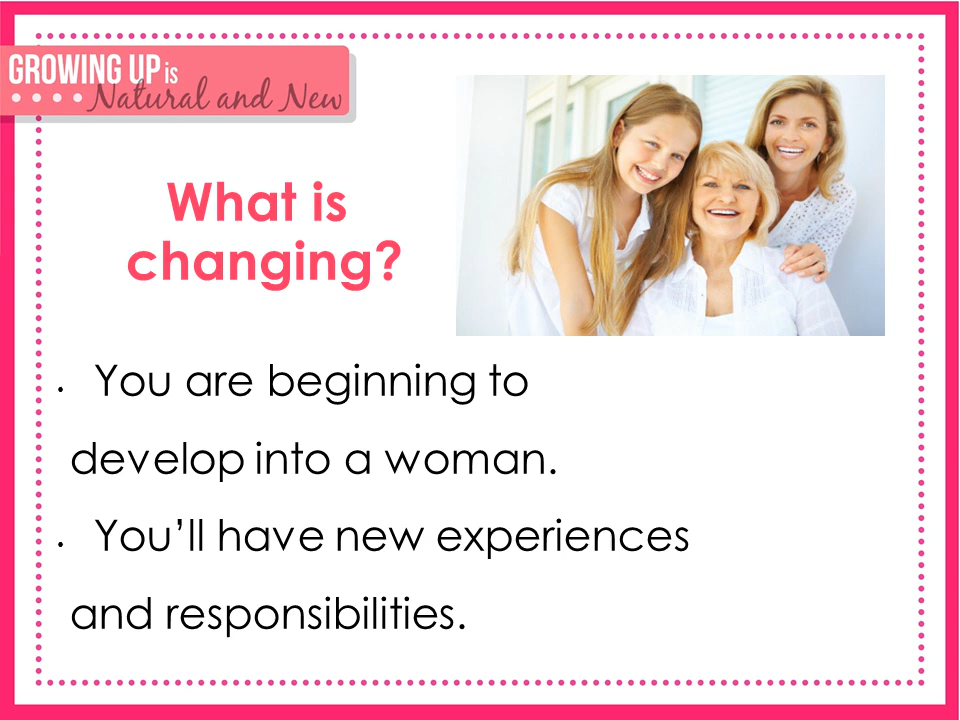 GROWING UP is
Natural and New
What is
changing?
• You are beginning to
develop into a woman.
• You’ll have new experiences
and responsibilities.